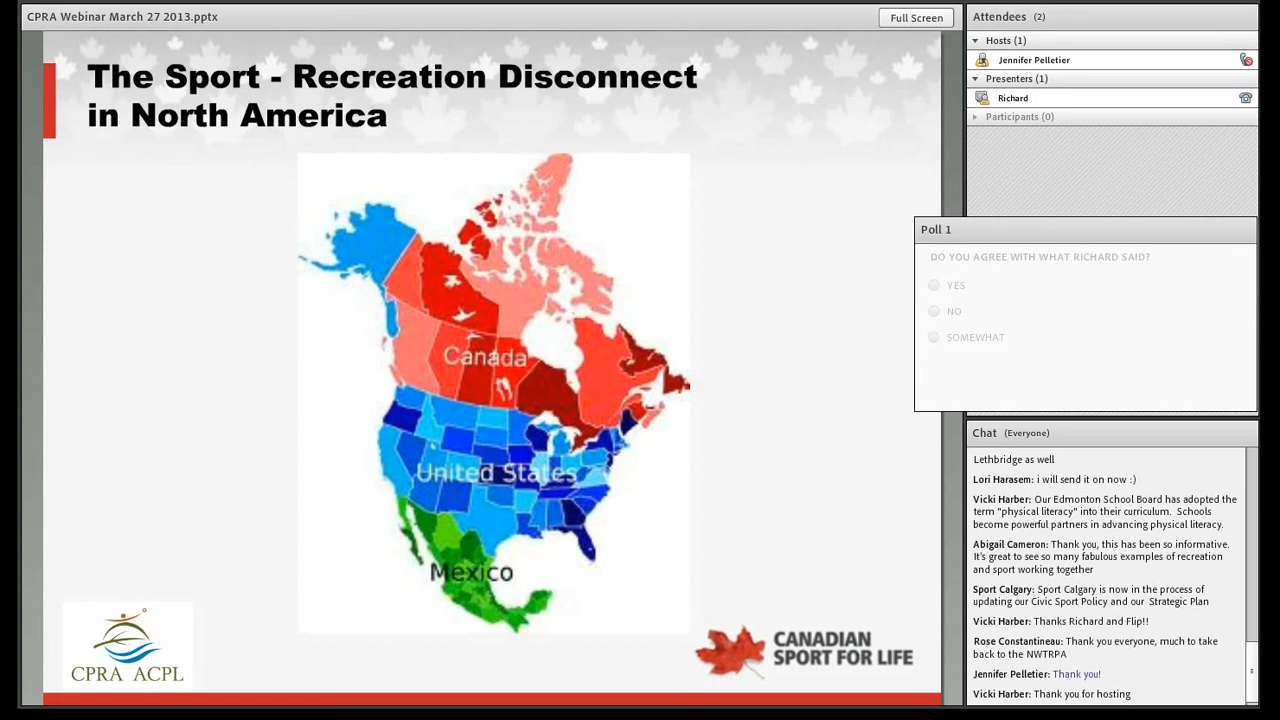 CPRA Webinar March 27 2013.pptx
Full Screen
The Sport - Recreation Disconnect
in North America
Canada
United States
Mexico
CPRA ACPL
CANADIAN
SPORT FOR LIFE
Attendees (2)
Hosts (1)
Jennifer Pelletier
Presenters (1)
Richard
Participants (0)
Poll 1
DO YOU AGREE WITH WHAT RICHARD SAID?
YES
NO
SOMEWHAT
Chat (Everyone)
Lethbridge as well
Lori Harasem: i will send it on now :)
Vicki Harber: Our Edmonton School Board has adopted the
term "physical literacy" into their curriculum. Schools
become powerful partners in advancing physical literacy.
Abigail Cameron: Thank you, this has been so informative.
It's great to see so many fabulous examples of recreation
and sport working together
Sport Calgary: Sport Calgary is now in the process of
updating our Civic Sport Policy and our Strategic Plan
Vicki Harber: Thanks Richard and Flip!!
Rose Constantineau: Thank you everyone, much to take
back to the NWTRPA
Jennifer Pelletier: Thank you!
Vicki Harber: Thank you for hosting